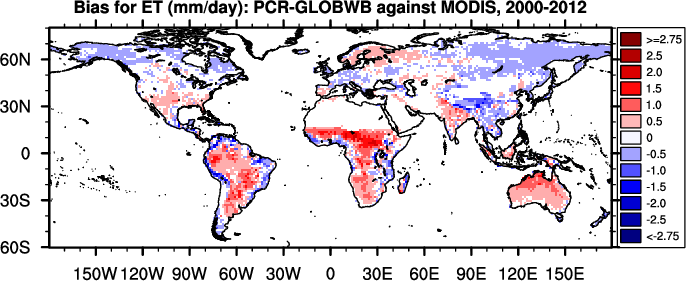 Bias for ET (mm/day): PCR-GLOBWB against MODIS, 2000-2012
60N
30N
0
30S
60S
150W 120W 90W 60W 30W 0 30E 60E 90E 120E 150E
>=2.75
2.5
2.0
1.5
1.0
0.5
0
-0.5
-1.0
-1.5
-2.0
-2.5
<-2.75